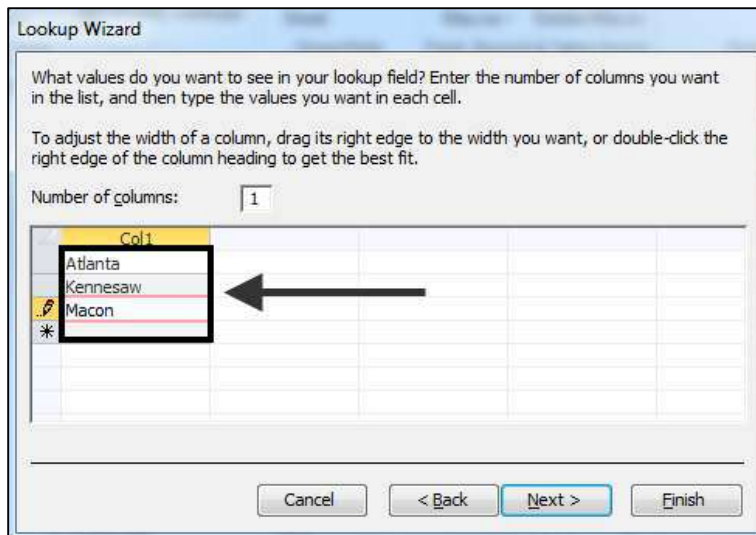 Lookup Wizard
What values do you want to see in your lookup field? Enter the number of columns you want
in the list, and then type the values you want in each cell.
To adjust the width of a column, drag its right edge to the width you want, or double-click the
right edge of the column heading to get the best fit.
Number of columns: 1
Col1
Atlanta
Kennesaw
Macon
Cancel < Back Next > Finish